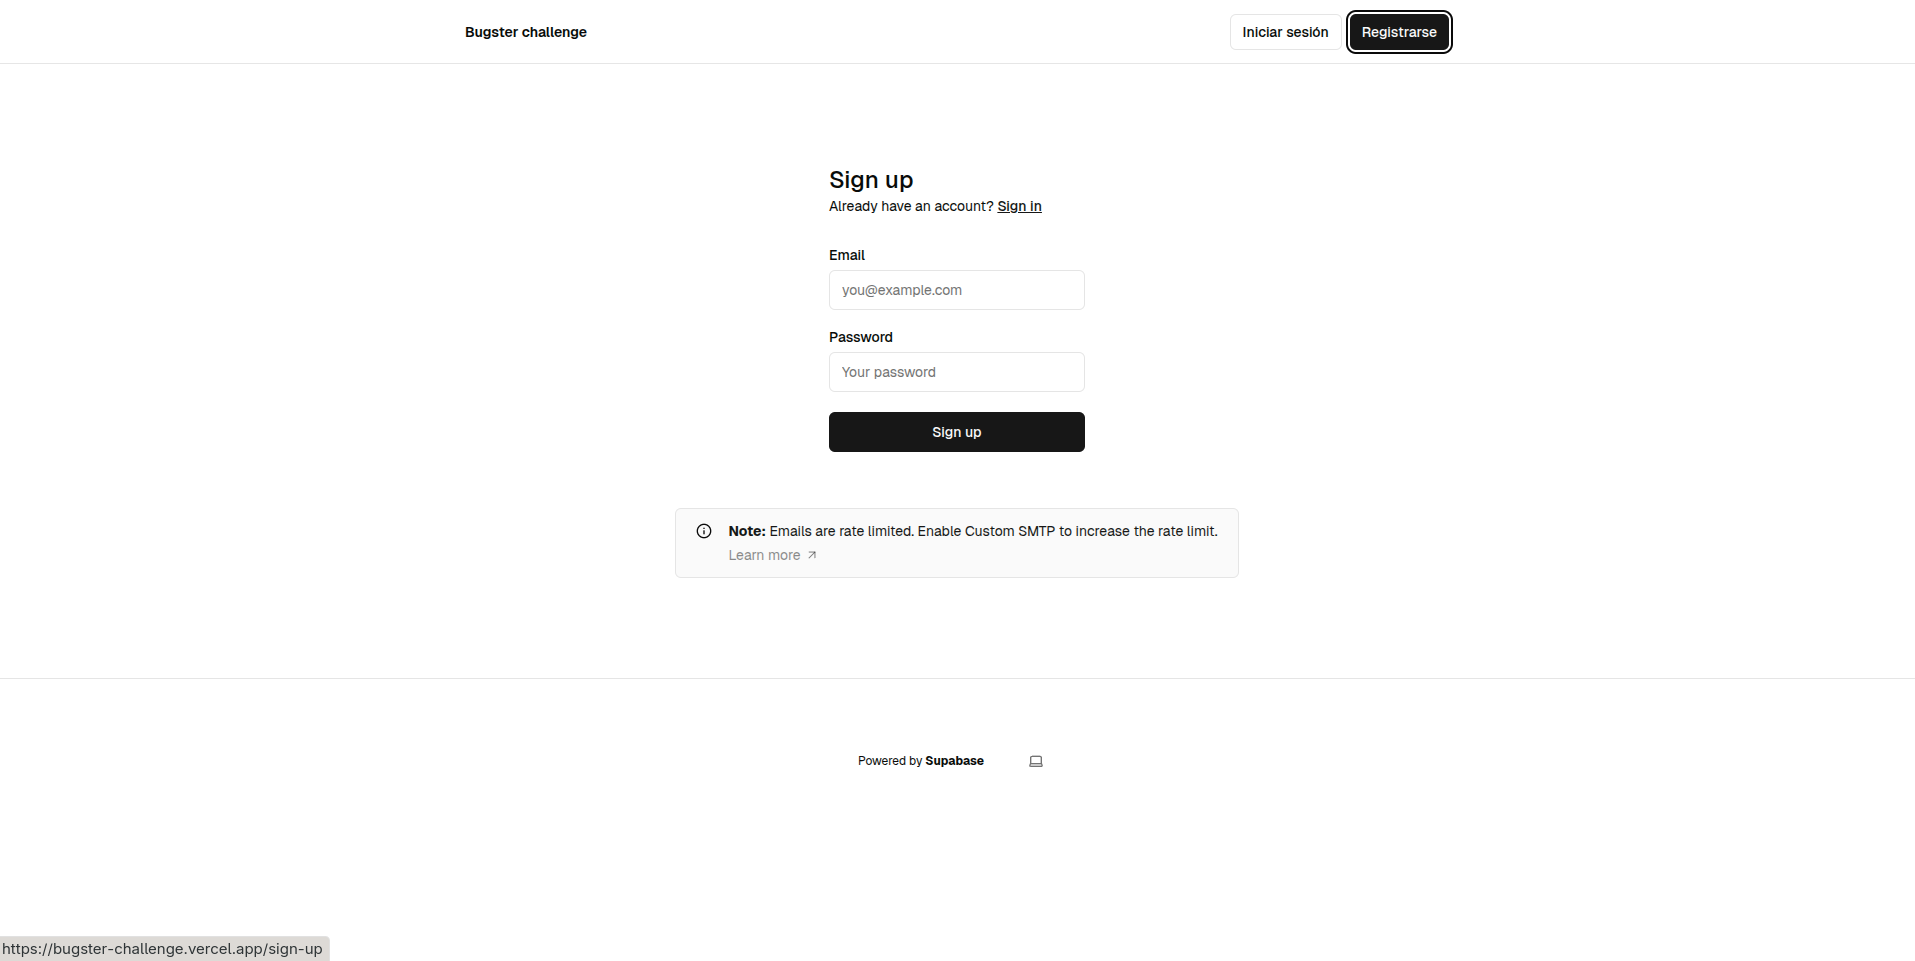 Bugster challenge
Iniciar sesión
Registrarse
Sign up
Already have an account? Sign in
Email
you@example.com
Password
Your password
Sign up
Note: Emails are rate limited. Enable Custom SMTP to increase the rate limit.
Learn more
Powered by Supabase
https://bugster-challenge.vercel.app/sign-up